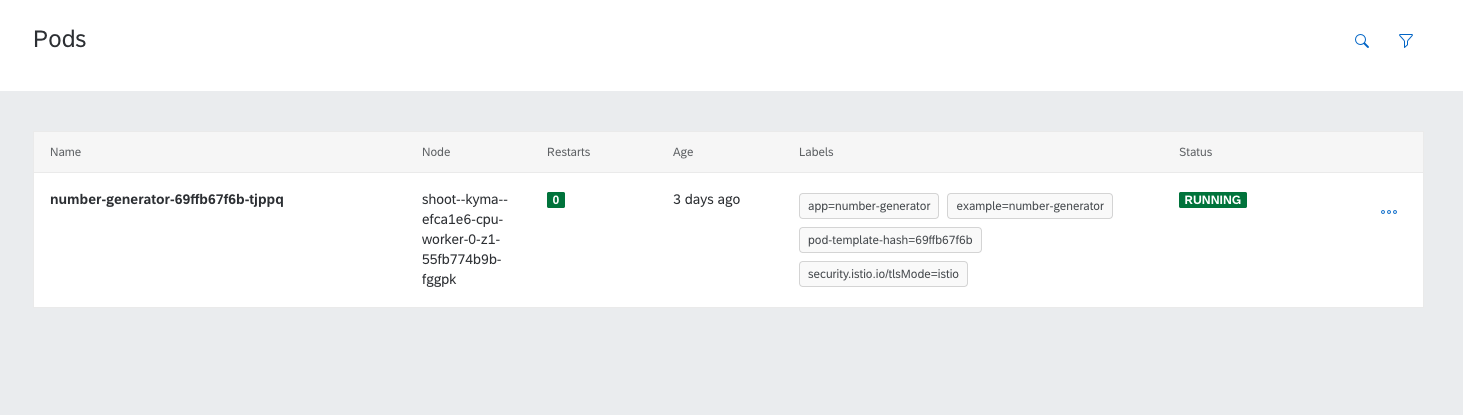 Pods
Name Node Restarts Age Labels Status
number-generator-69ffb67f6b-tjppq shoot--kyma-- 0 3 days ago app=number-generator example=number-generator RUNNING
efca1e6-cpu-
worker-0-z1- pod-template-hash=69ffb67f6b
55fb774b9b-
fggpk security.istio.io/tlsMode=istio